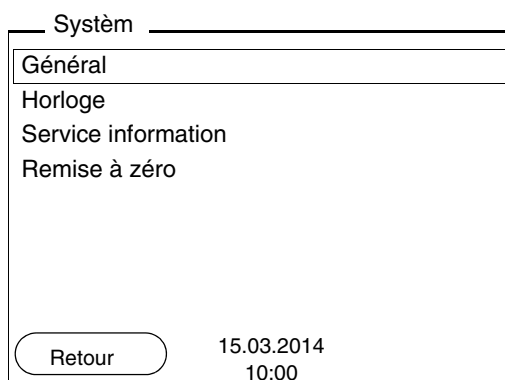 Systèm
Général
Horloge
Service information
Remise à zéro
Retour
15.03.2014
10:00